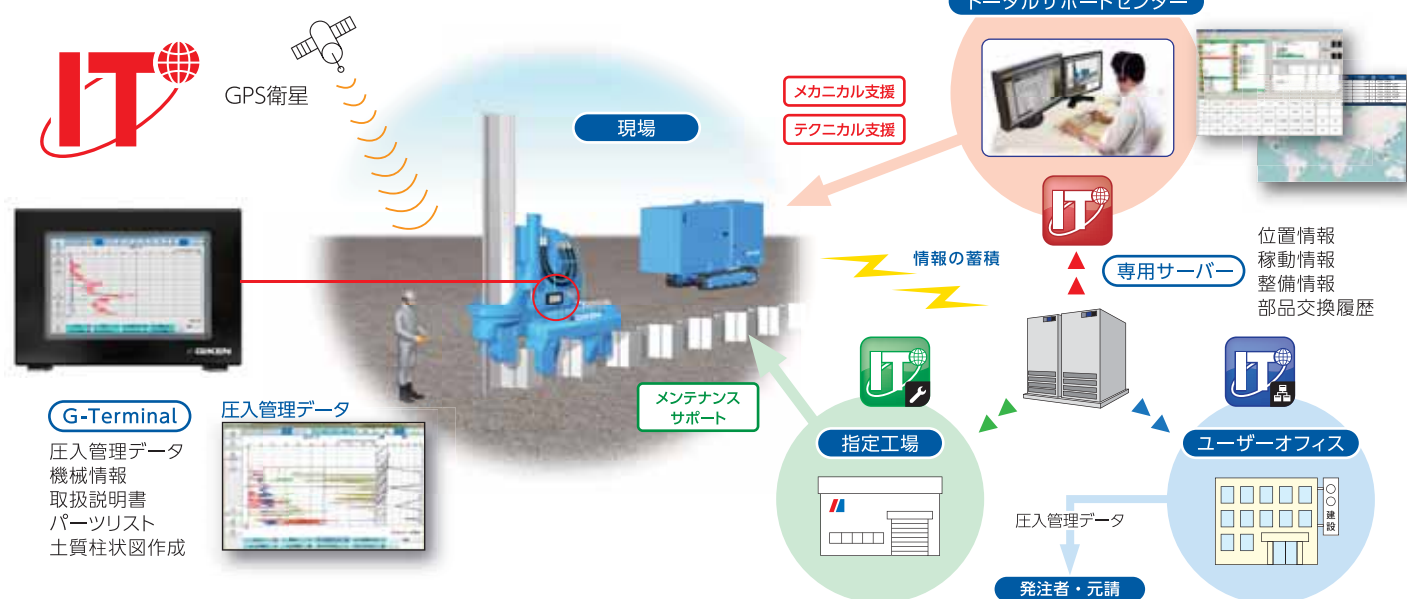 トータルサポートセンター
IT
GPS衛星
現場
メカニカル支援
テクニカル支援
IT
情報の蓄積
専用サーバー
位置情報
稼動情報
整備情報
部品交換履歴
G-Terminal
圧入管理データ
機械情報
取扱説明書
パーツリスト
土質柱状図作成
圧入管理データ
メンテナンス
サポート
IT
指定工場
IT
ユーザーオフィス
〇〇建設
圧入管理データ
発注者・元請